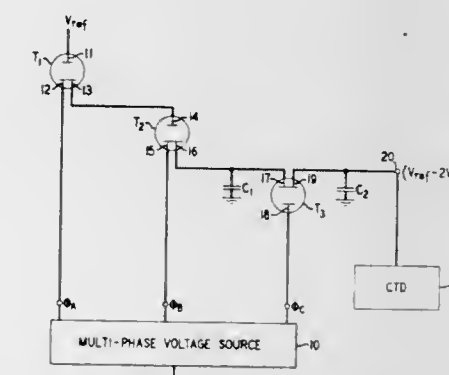 Vref
T1
11
12
13
14
T2
15
16
20
(Vref-2V
C1
17
19
C2
18
T3
CTD
ΦA
ΦB
ΦC
MULTI-PHASE VOLTAGE SOURCE
10